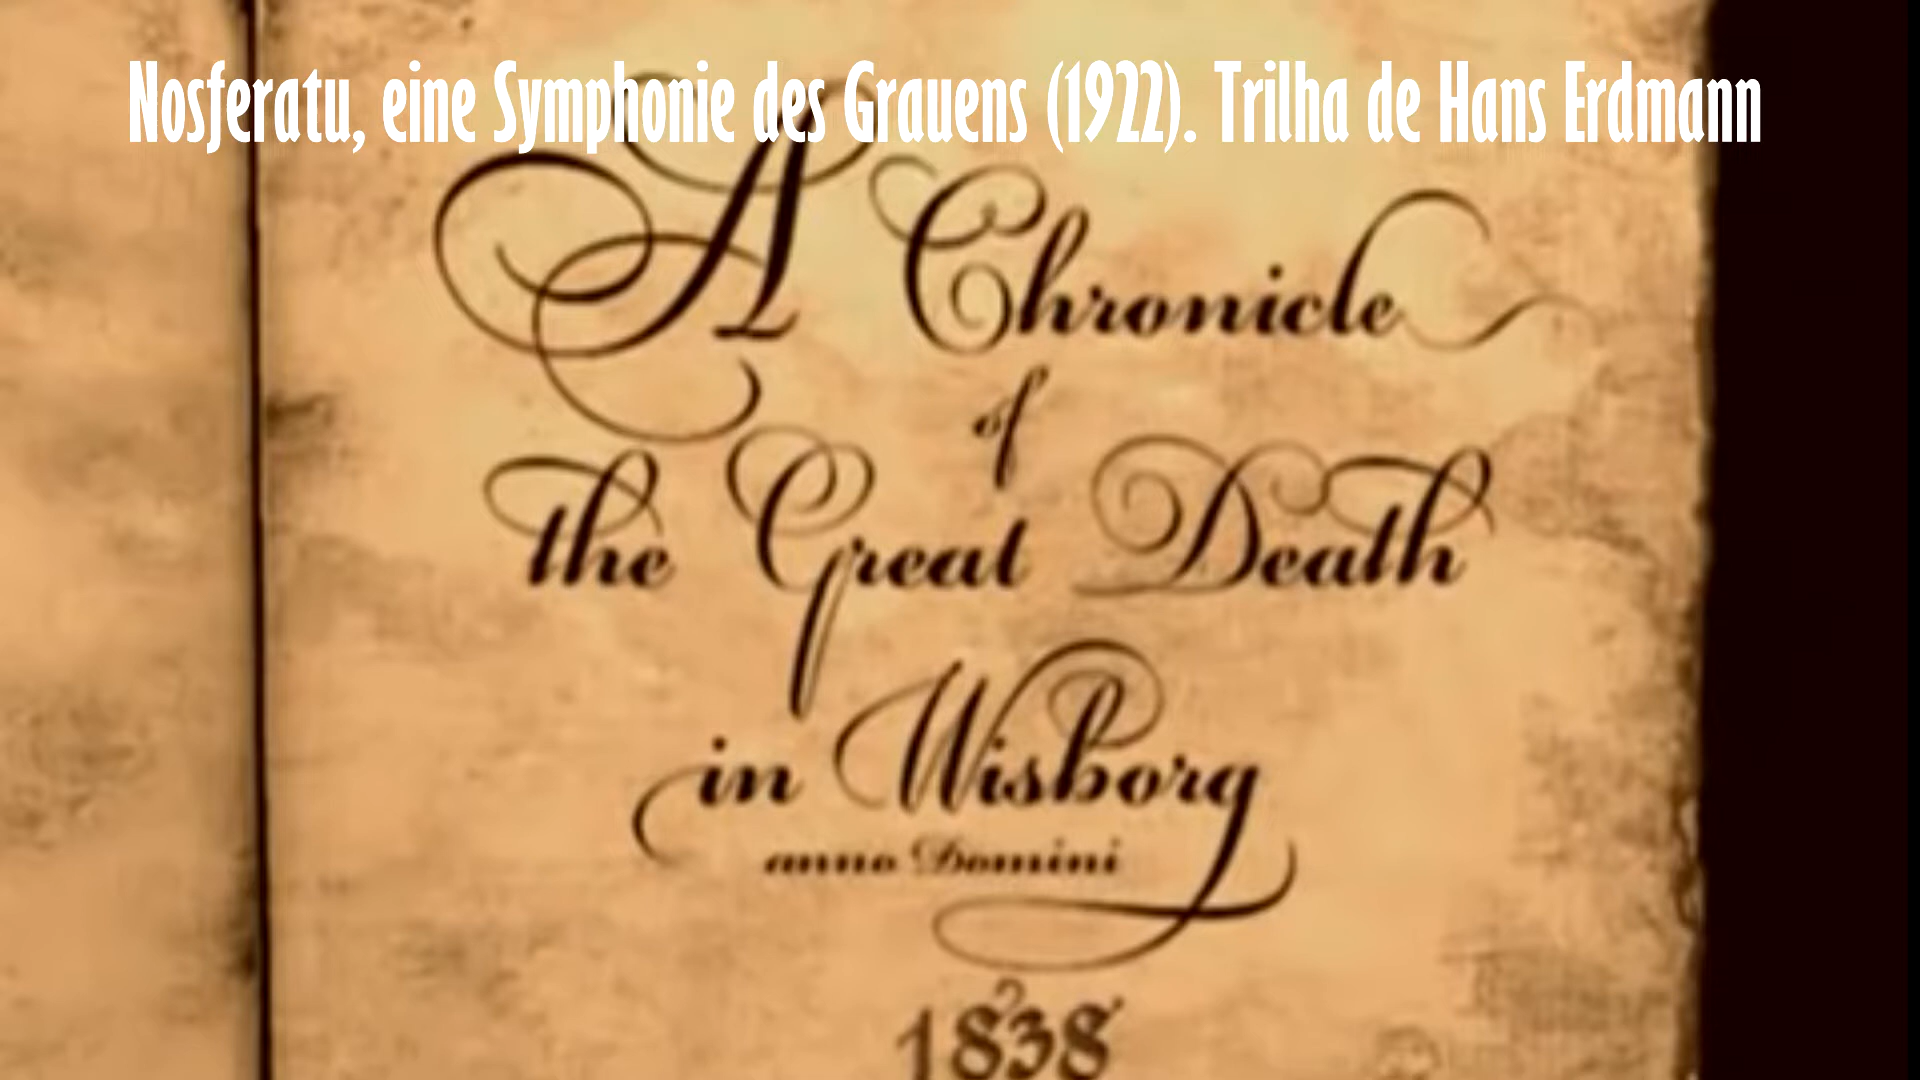 Nosferatu, eine Symphonie des Grauens (1922). Trilha de Hans Erdmann
A Chronicle
of
the Great Death
in Wisborg
anno Domini
1838